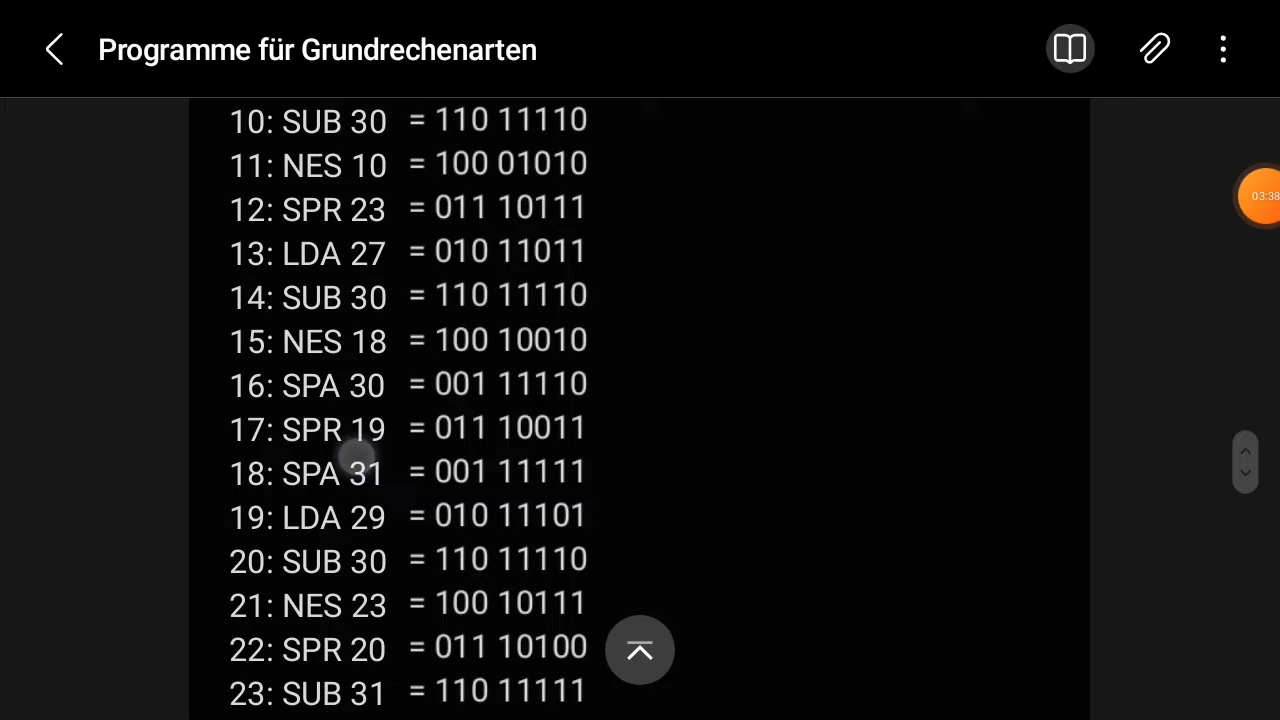 Programme für Grundrechenarten
10: SUB 30 = 110 11110
11: NES 10 = 100 01010
12: SPR 23 = 011 10111
13: LDA 27 = 010 11011
14: SUB 30 = 110 11110
15: NES 18 = 100 10010
16: SPA 30 = 001 11110
17: SPR 19 = 011 10011
18: SPA 31 = 001 11111
19: LDA 29 = 010 11101
20: SUB 30 = 110 11110
21: NES 23 = 100 10111
22: SPR 20 = 011 10100
23: SUB 31 = 110 11111
03:38